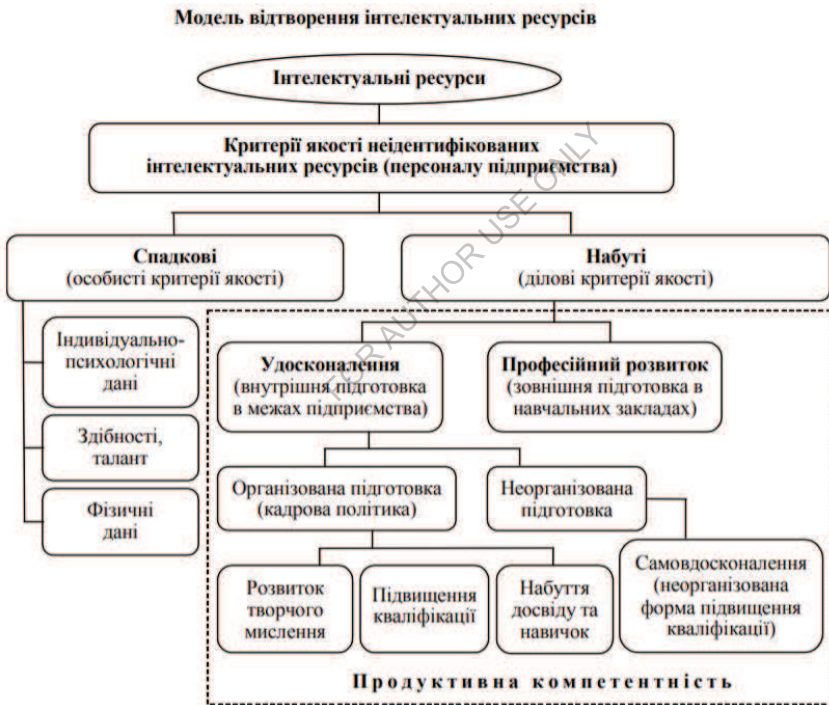 Модель відтворення інтелектуальних ресурсів
Інтелектуальні ресурси
Критерії якості неідентифікованих
інтелектуальних ресурсів (персоналу підприємства)
Спадкові
(особисті критерії якості)
Набуті
(ділові критерії якості)
Індивідуально-
психологічні
дані
Здібності,
талант
Фізичні
дані
Удосконалення
(внутрішня підготовка
в межах підприємства)
Професійний розвиток
(зовнішня підготовка в
навчальних закладах)
Організована підготовка
(кадрова політика)
Неорганізована
підготовка
Розвиток
творчого
мислення
Підвищення
кваліфікації
Набуття
досвіду та
навичок
Самовдосконалення
(неорганізована
форма підвищення
кваліфікації)
Продуктивна компетентність
FOR AUTHOR USE ONLY